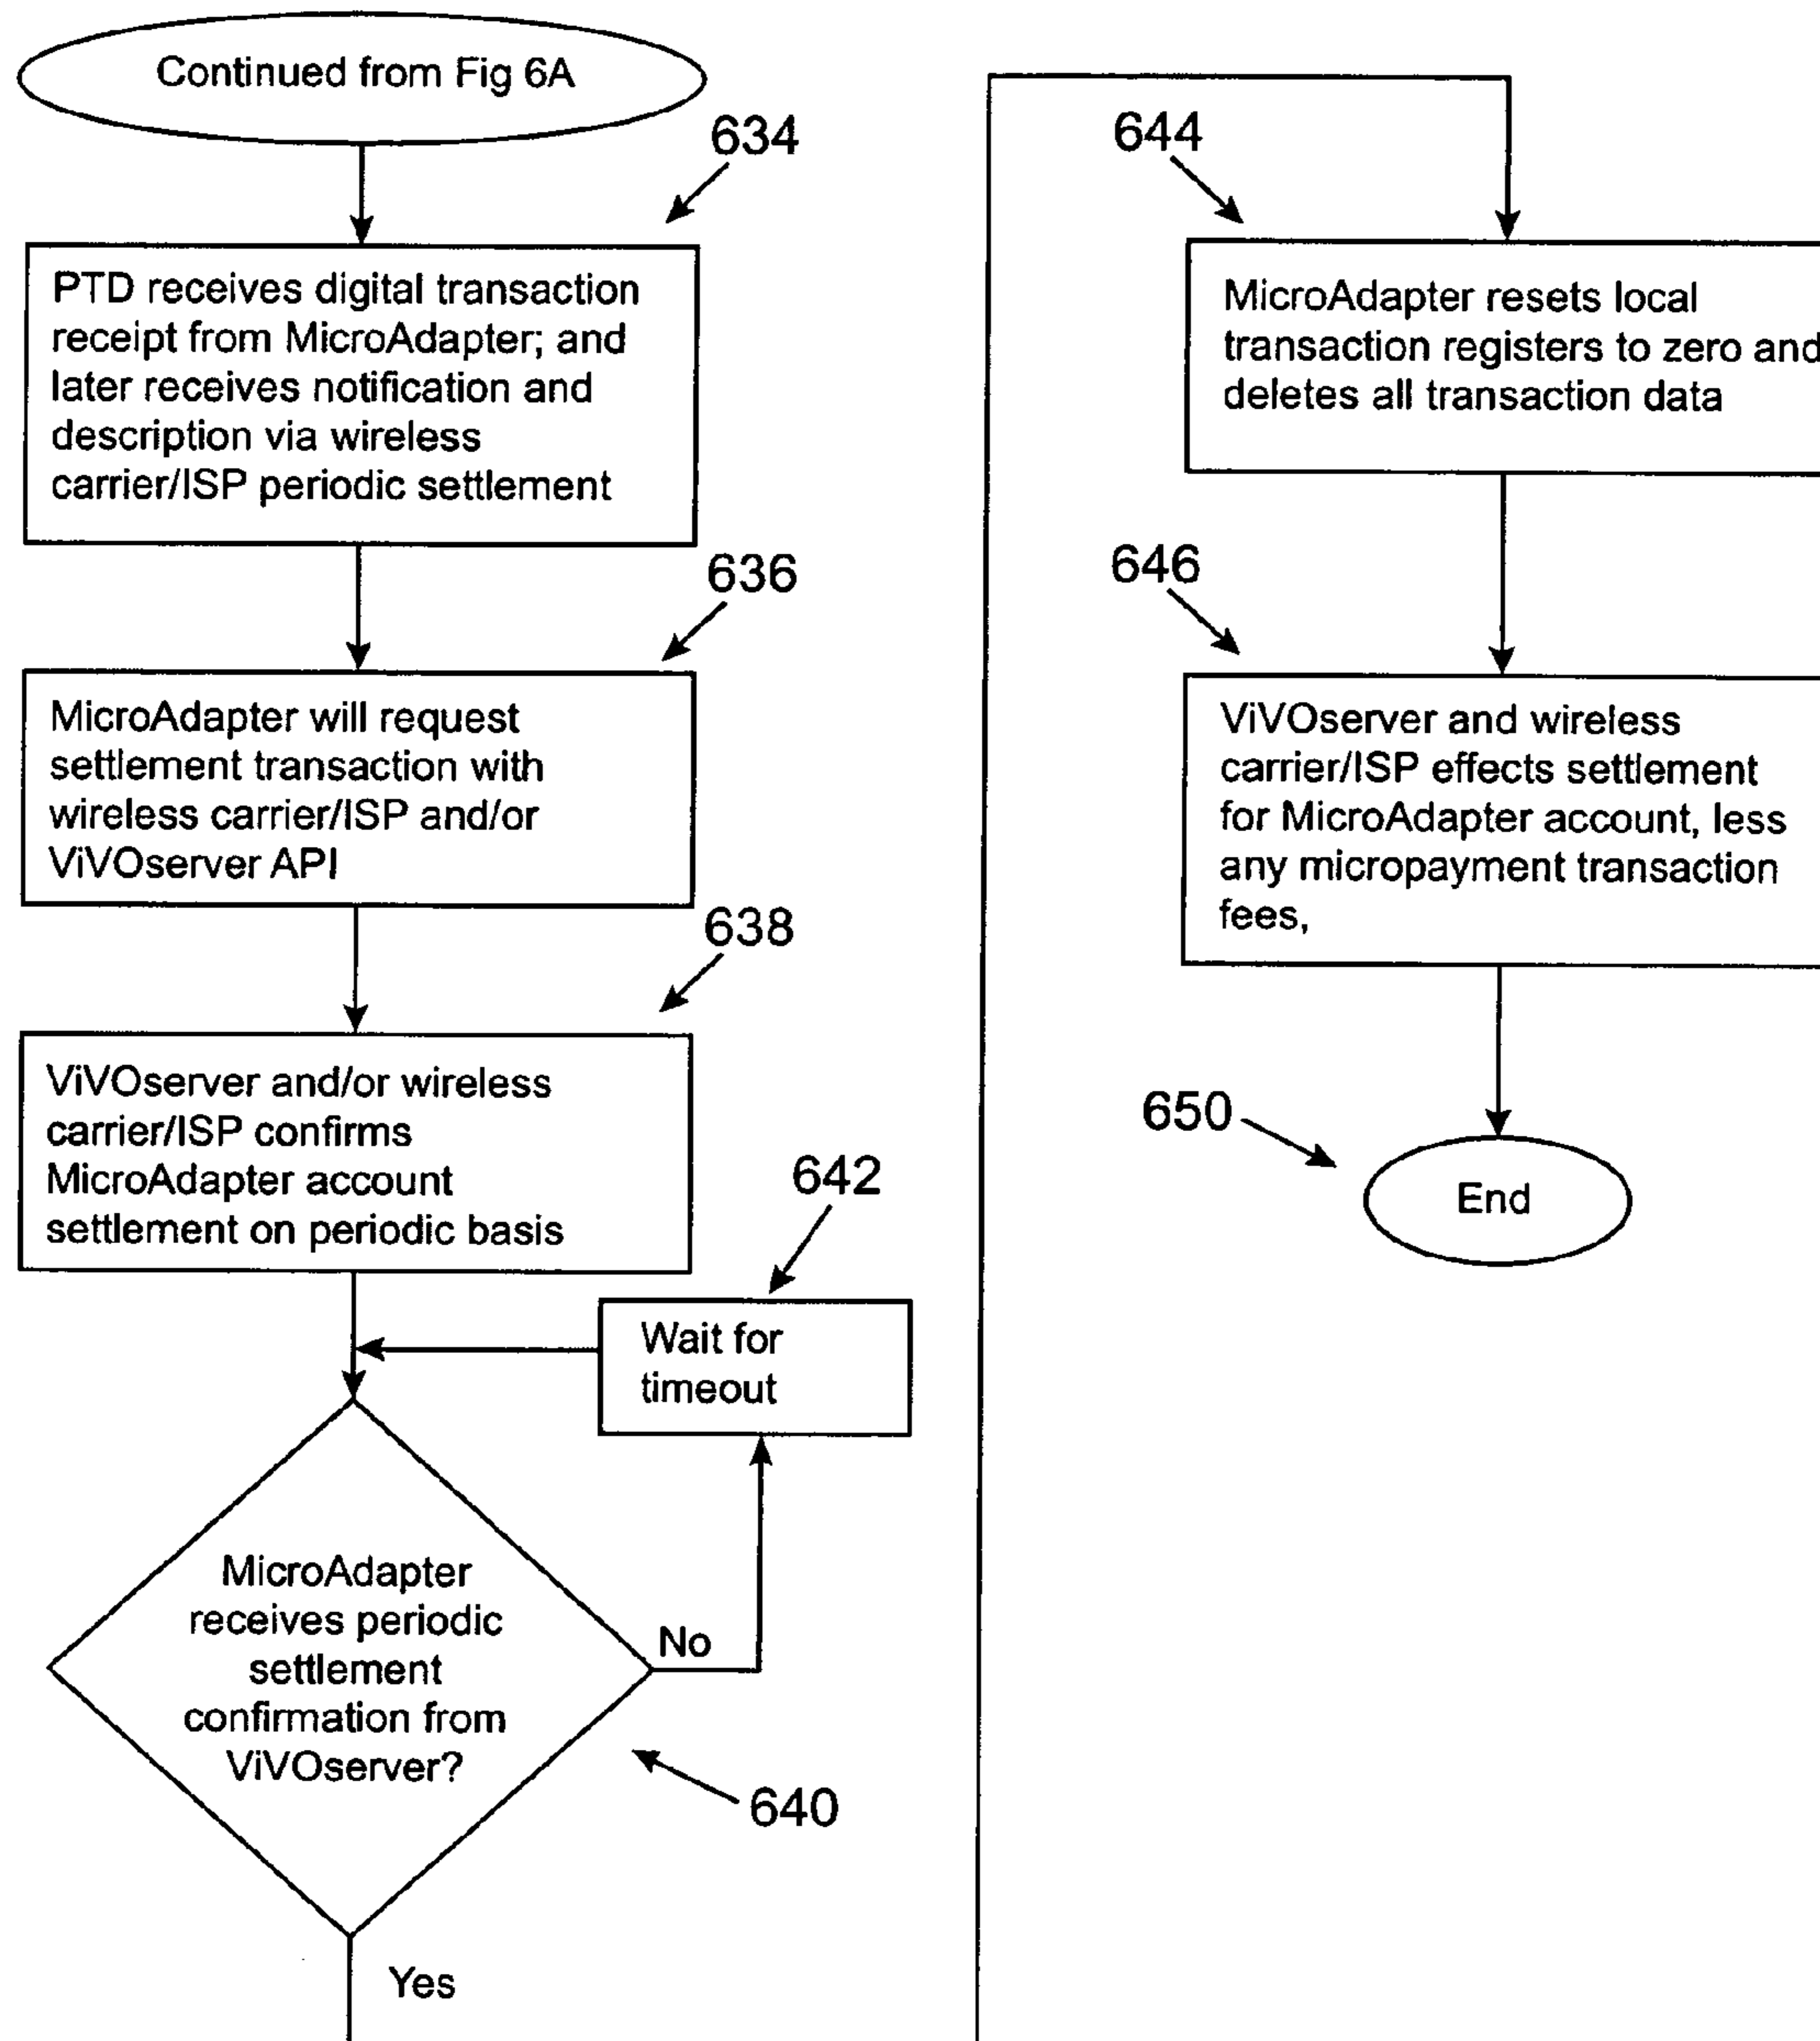 Continued from Fig 6A
634
PTD receives digital transaction
receipt from MicroAdapter; and
later receives notification and
description via wireless
carrier/ISP periodic settlement
636
MicroAdapter will request
settlement transaction with
wireless carrier/ISP and/or
ViVOserver API
638
ViVOserver and/or wireless
carrier/ISP confirms
MicroAdapter account
settlement on periodic basis
642
Wait for
timeout
MicroAdapter
receives periodic
settlement
confirmation from
ViVOserver?
No
640
Yes
644
MicroAdapter resets local
transaction registers to zero and
deletes all transaction data
646
ViVOserver and wireless
carrier/ISP effects settlement
for MicroAdapter account, less
any micropayment transaction
fees,
650
End